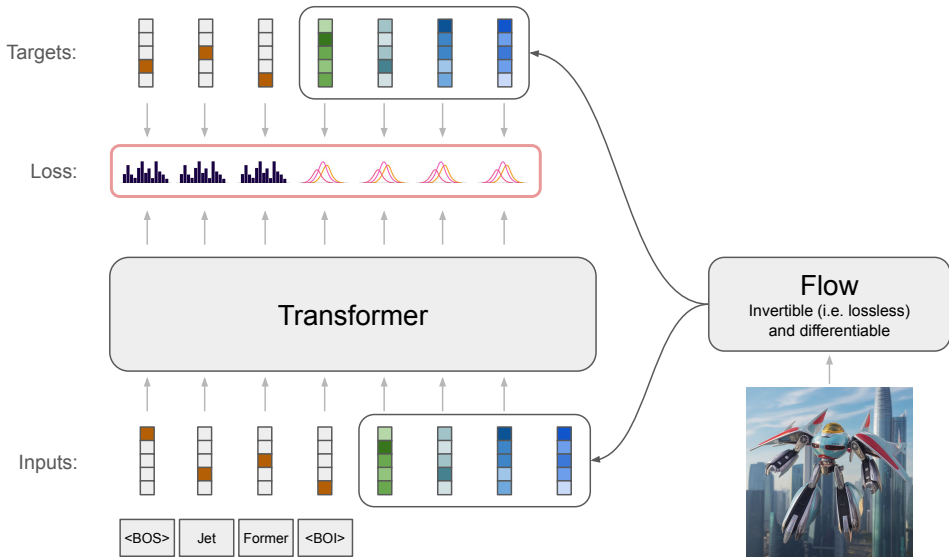 Targets:
Loss:
Transformer
Flow
Invertible (i.e. lossless)
and differentiable
Inputs:
<BOS> Jet Former <BOI>